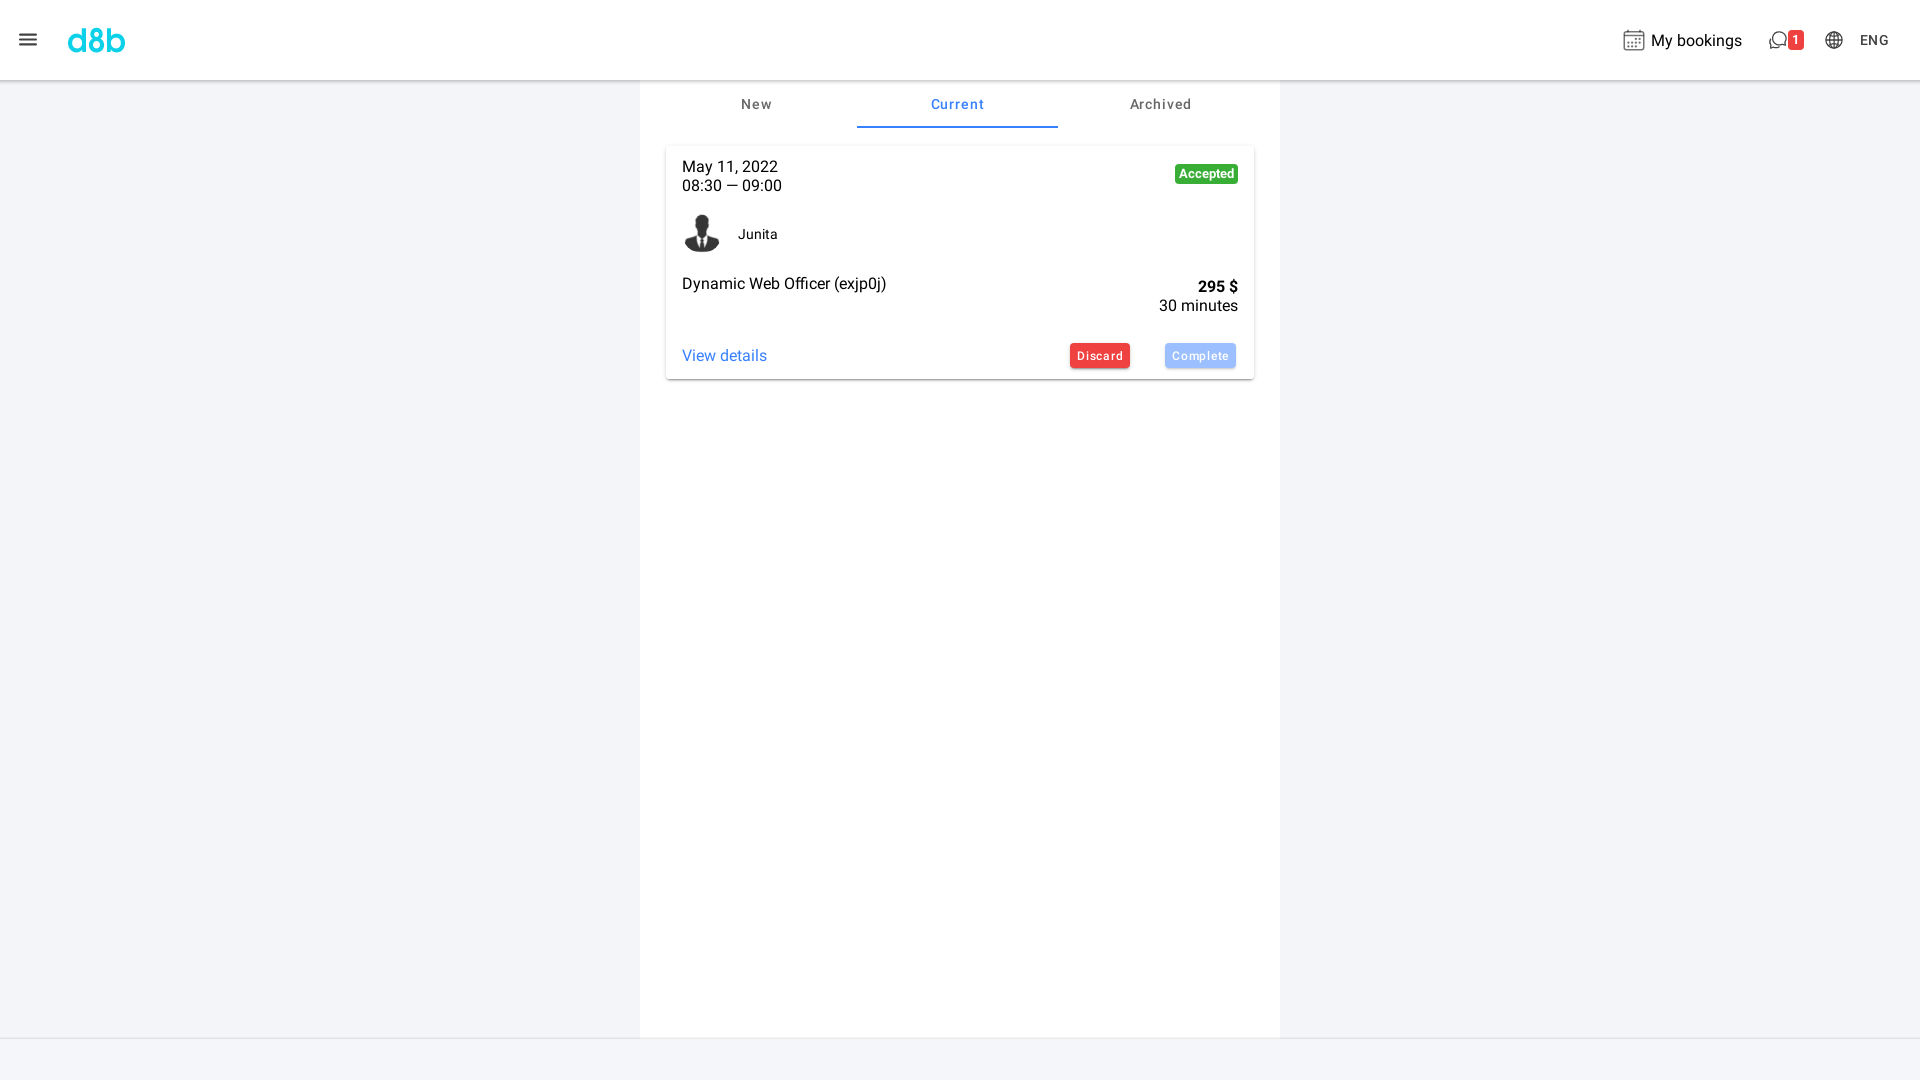 d8b
My bookings
1
ENG
New
Current
Archived
May 11, 2022
08:30 — 09:00
Accepted
Junita
Dynamic Web Officer (exjp0j)
295 $
30 minutes
View details
Discard
Complete